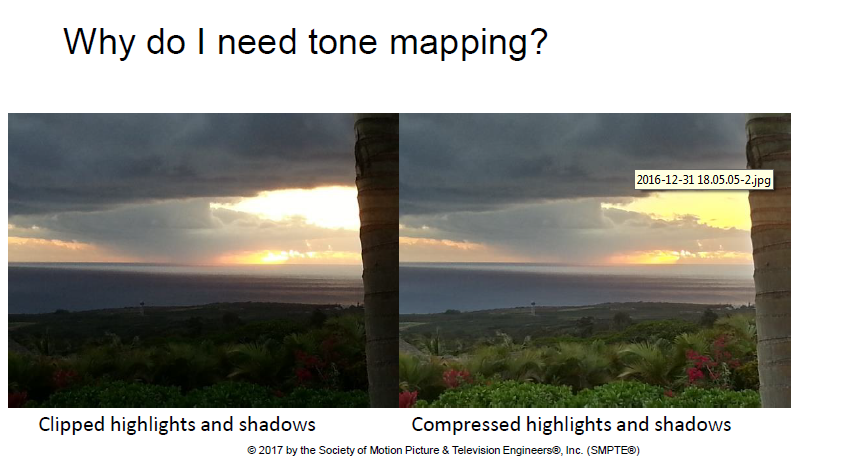 Why do I need tone mapping?
2016-12-31 18.05.05-2.jpg
Clipped highlights and shadows
Compressed highlights and shadows
© 2017 by the Society of Motion Picture & Television Engineers®, Inc. (SMPTE®)